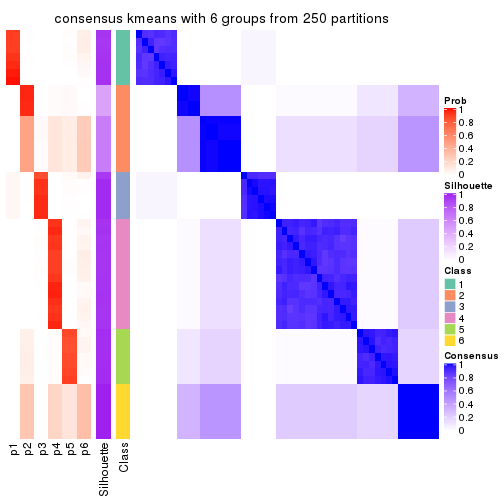 consensus kmeans with 6 groups from 250 partitions
Prob
1
0.8
0.6
0.4
0.2
0
Silhouette
1
0.8
0.6
0.4
0.2
0
Class
1
2
3
4
5
6
Consensus
1
0.8
0.6
0.4
0.2
0
p1
p2
p3
p4
p5
p6
Silhouette
Class